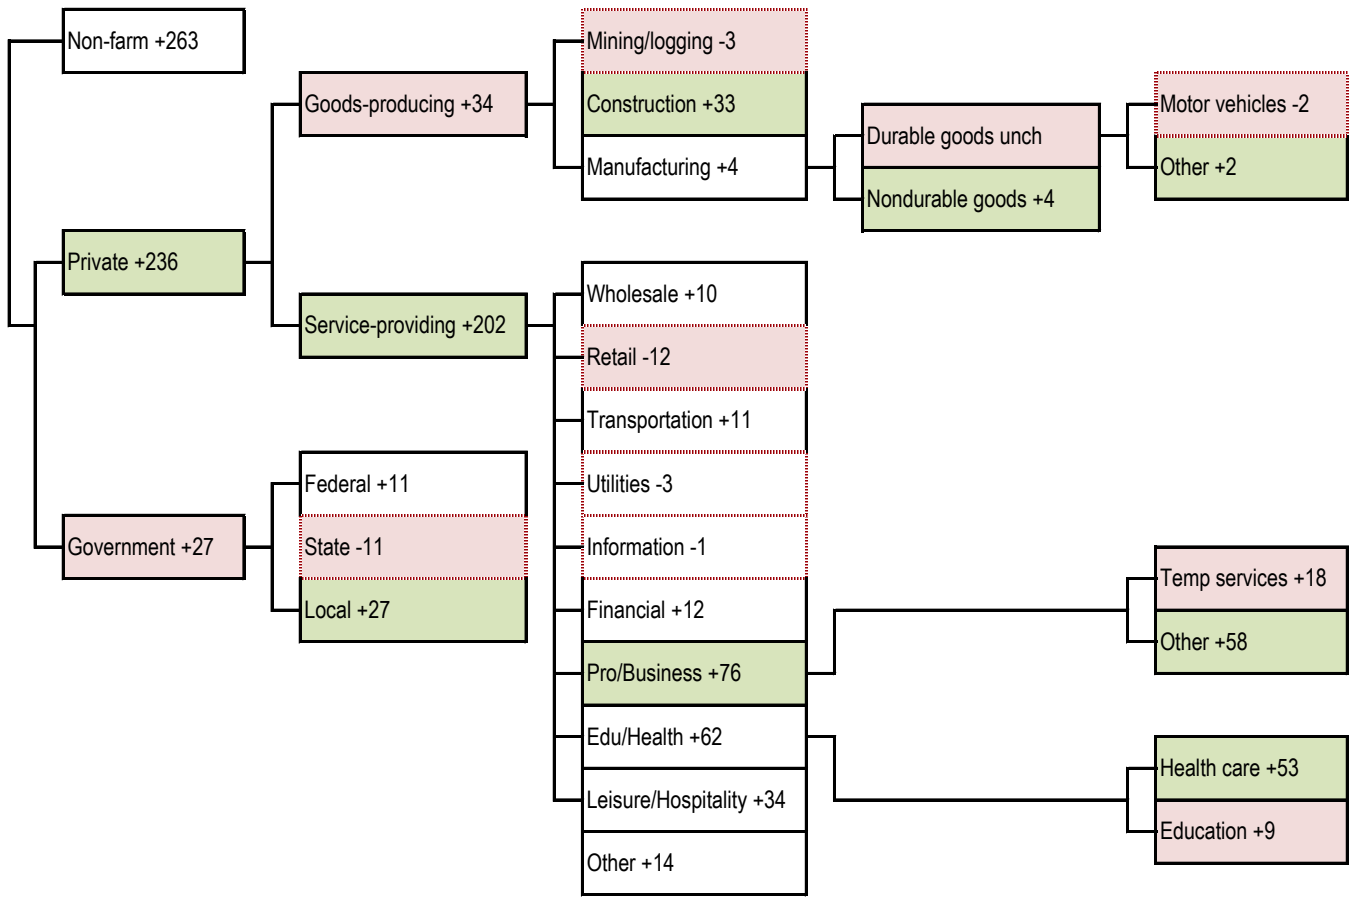 Non-farm +263
Private +236
Government +27
Goods-producing +34
Service-providing +202
Federal +11
State -11
Local +27
Mining/logging -3
Construction +33
Manufacturing +4
Wholesale +10
Retail -12
Transportation +11
Utilities -3
Information -1
Financial +12
Pro/Business +76
Edu/Health +62
Leisure/Hospitality +34
Other +14
Durable goods unch
Nondurable goods +4
Motor vehicles -2
Other +2
Temp services +18
Other +58
Health care +53
Education +9